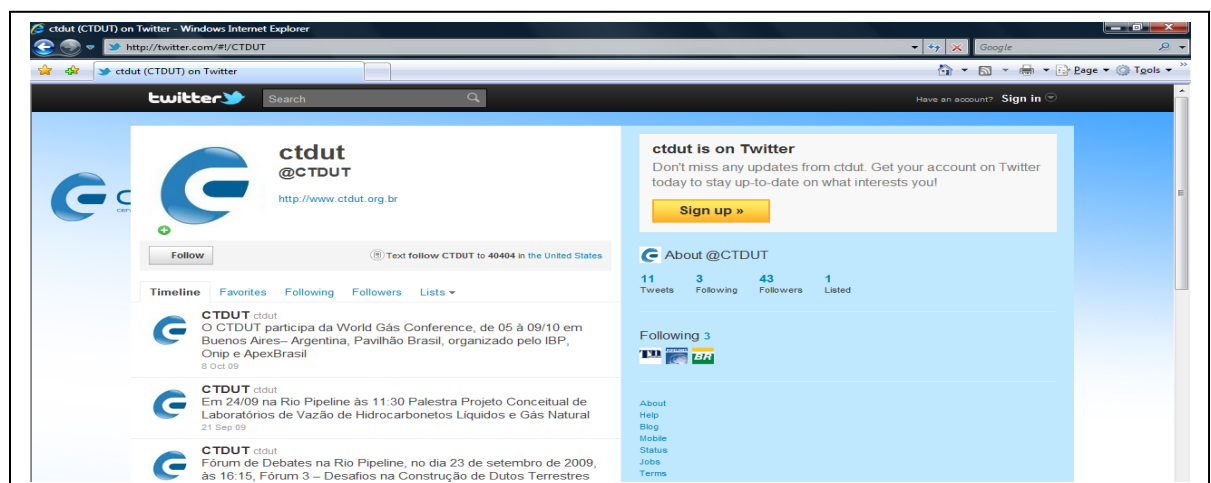 ctdut (CTDUT) on Twitter - Windows Internet Explorer
http://twitter.com/#!/CTDUT
Google
ctdut (CTDUT) on Twitter
Page
Tools
twitter
Search
Have an account? Sign in
ctdut
@CTDUT
http://www.ctdut.org.br
Follow
Text follow CTDUT to 40404 in the United States
Timeline Favorites Following Followers Lists
CTDUT ctdut
O CTDUT participa da World Gás Conference, de 05 à 09/10 em
Buenos Aires– Argentina, Pavilhão Brasil, organizado pelo IBP,
Onip e ApexBrasil
8 Oct 09
CTDUT ctdut
Em 24/09 na Rio Pipeline às 11:30 Palestra Projeto Conceitual de
Laboratórios de Vazão de Hidrocarbonetos Líquidos e Gás Natural
21 Sep 09
CTDUT ctdut
Fórum de Debates na Rio Pipeline, no dia 23 de setembro de 2009,
às 16:15, Fórum 3 – Desafios na Construção de Dutos Terrestres
ctdut is on Twitter
Don't miss any updates from ctdut. Get your account on Twitter
today to stay up-to-date on what interests you!
Sign up »
About @CTDUT
11 3 43 1
Tweets Following Followers Listed
Following 3
BR
About
Help
Blog
Mobile
Status
Jobs
Terms